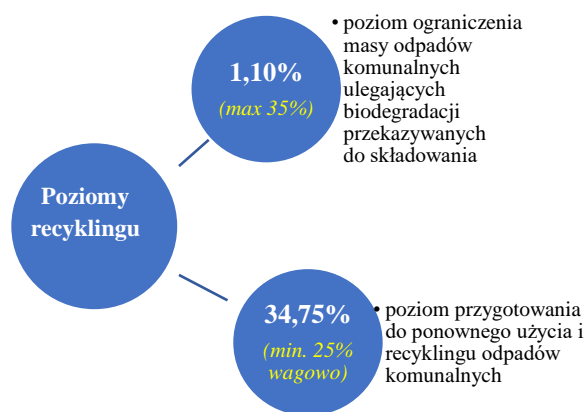 Poziomy
recyklingu
1,10%
(max 35%)
• poziom ograniczenia
masy odpadów
komunalnych
ulegających
biodegradacji
przekazywanych
do składowania
34,75%
(min. 25%
wagowo)
• poziom przygotowania
do ponownego użycia i
recyklingu odpadów
komunalnych